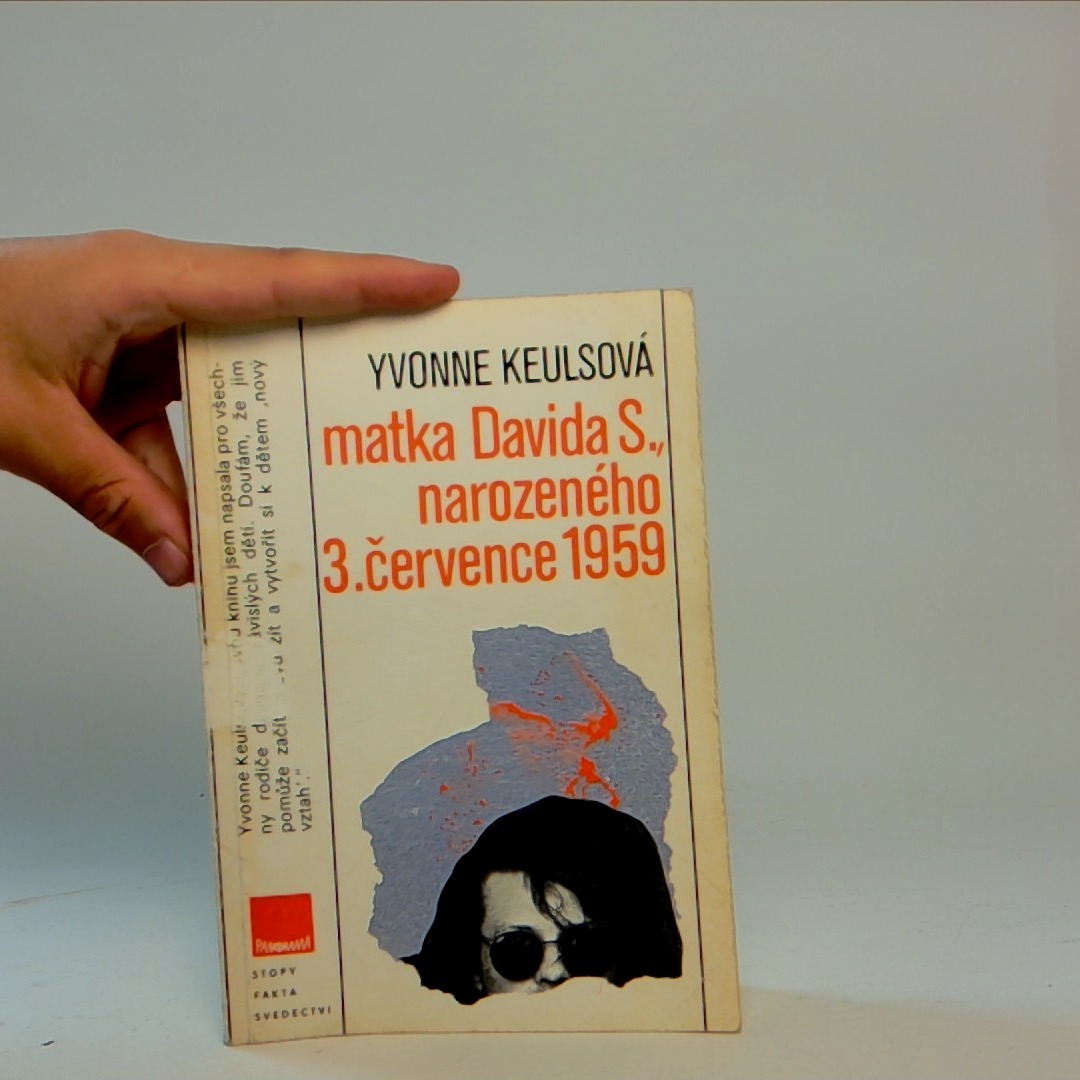 YVONNE KEULSOVÁ
matka Davida S.,
narozeného
3. července 1959
Yvonne knihu jsem napsala pro všech-
ny rodiče závislých dětí. Doufám, že jim
pomůže začít žít a vytvořit si k dětem ‚nový
vztah‘.“
PANORAMA
STOPY
FAKTA
SVĚDECTVÍ